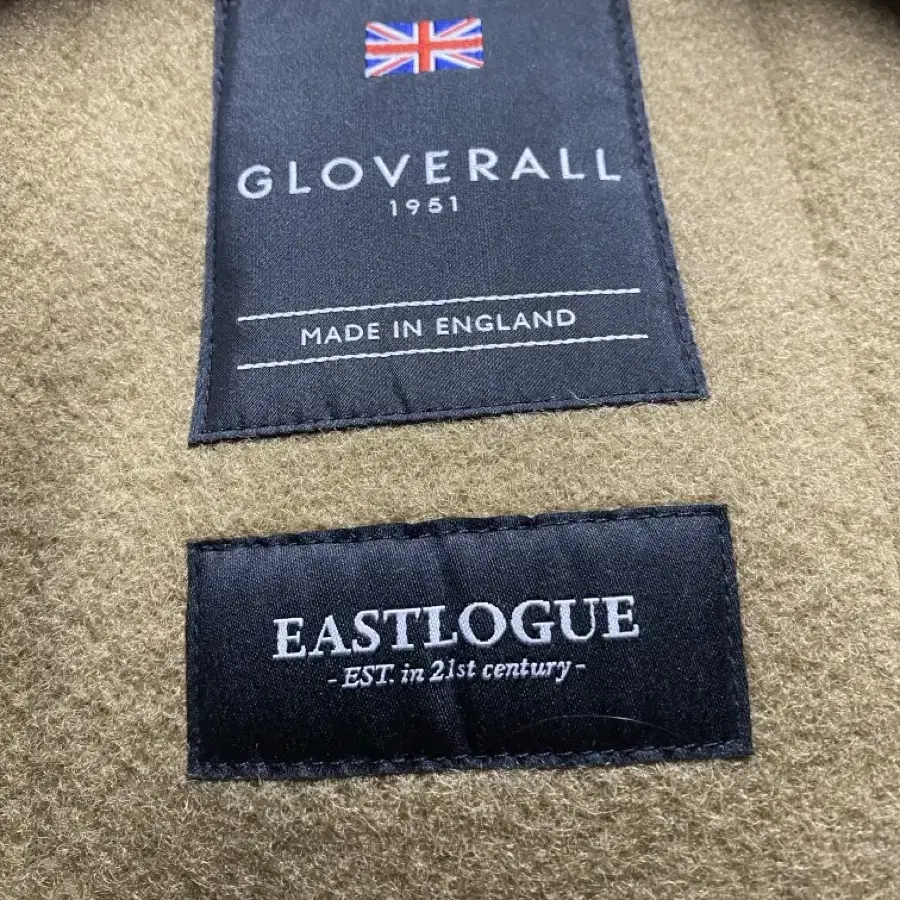 GLOVERALL
1951
MADE IN ENGLAND
EASTLOGUE
- EST. in 21st century -